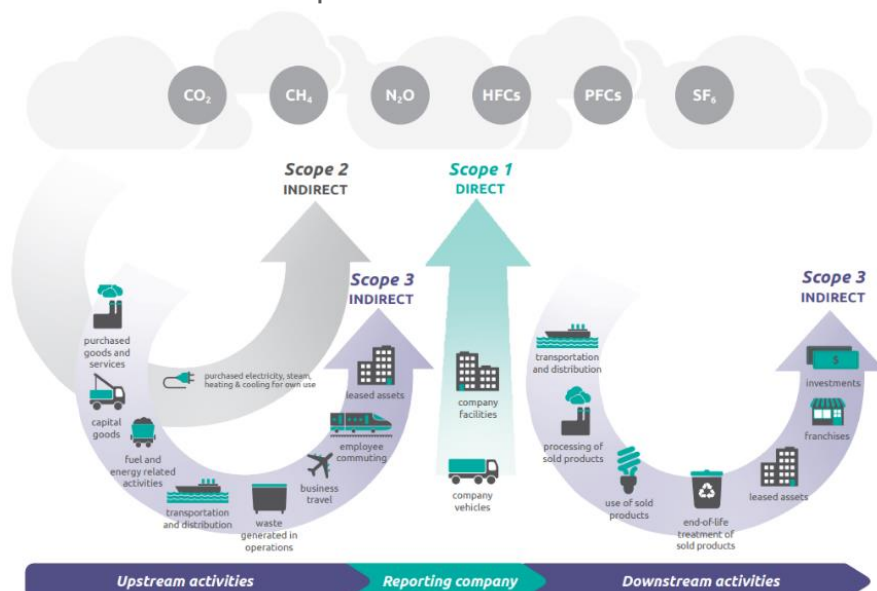 CO₂
CH₄
N₂O
HFCs
PFCs
SF₆
Scope 2
INDIRECT
Scope 1
DIRECT
Scope 3
INDIRECT
Scope 3
INDIRECT
purchased
goods and
services
capital
goods
fuel and
energy related
activities
purchased electricity, steam,
heating & cooling for own use
transportation
and distribution
waste
generated in
operations
business
travel
employee
commuting
leased assets
company
facilities
company
vehicles
transportation
and distribution
processing of
sold products
use of sold
products
end-of-life
treatment of
sold products
leased assets
franchises
$
investments
Upstream activities
Reporting company
Downstream activities